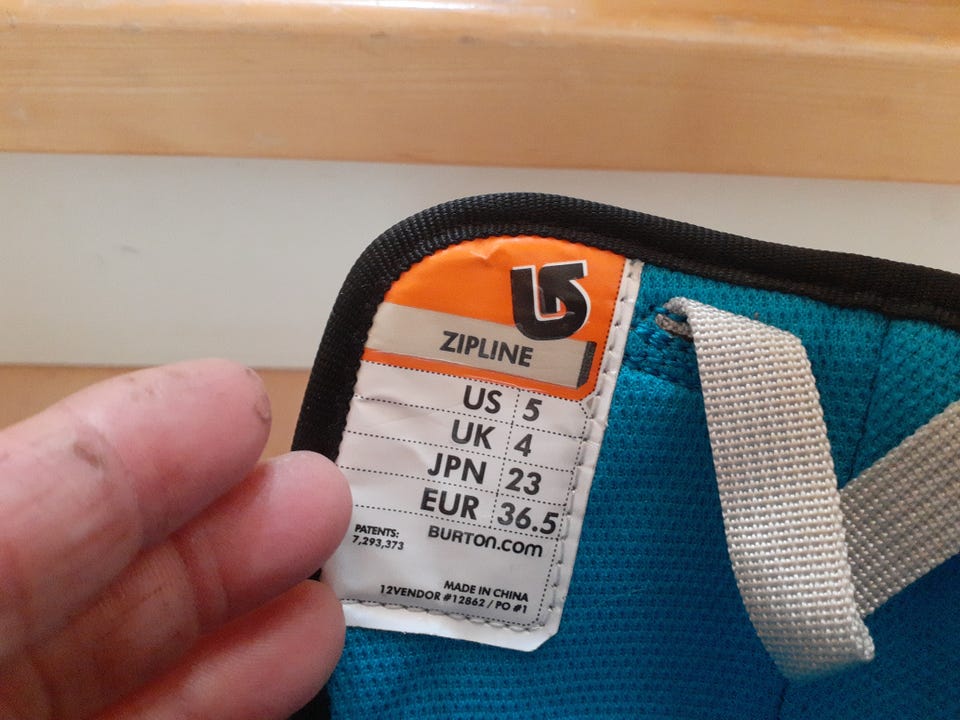 ZIPLINE
US 5
UK 4
JPN 23
EUR 36.5
PATENTS:
7,293,373
BURTON.COM
MADE IN CHINA
12VENDOR #12862 / PO #1